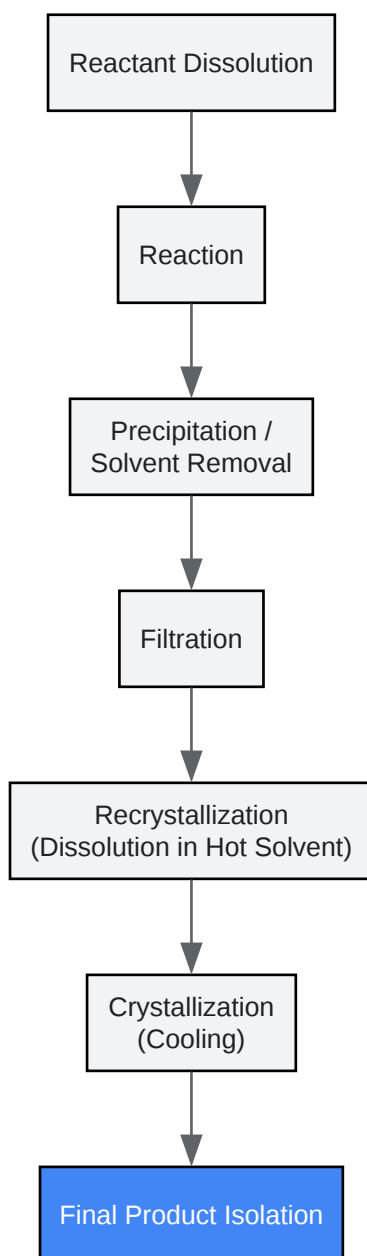 Reactant Dissolution
Reaction
Precipitation /
Solvent Removal
Filtration
Recrystallization
(Dissolution in Hot Solvent)
Crystallization
(Cooling)
Final Product Isolation